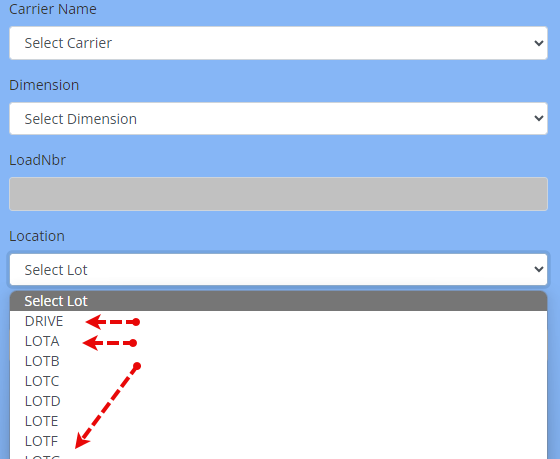 Carrier Name
Select Carrier
Dimension
Select Dimension
LoadNbr
Location
Select Lot
Select Lot
DRIVE
LOTA
LOTB
LOTC
LOTD
LOTE
LOTF